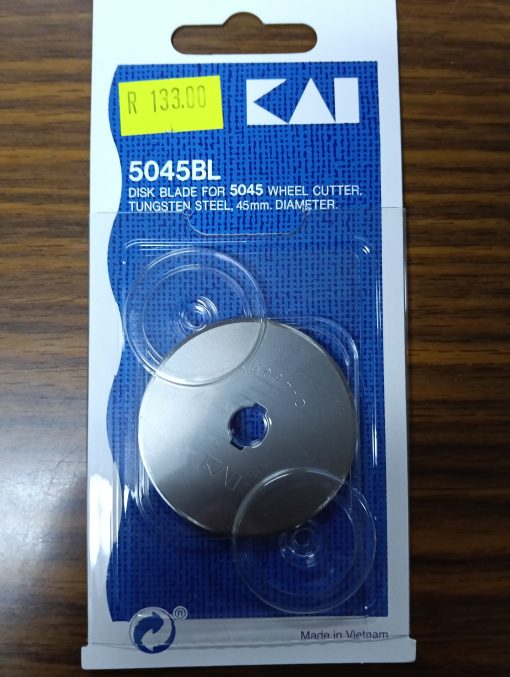 R 133.00
KAI
5045BL
DISK BLADE FOR 5045 WHEEL CUTTER,
TUNGSTEN STEEL, 45mm. DIAMETER.
KAI
®
Made in Vietnam